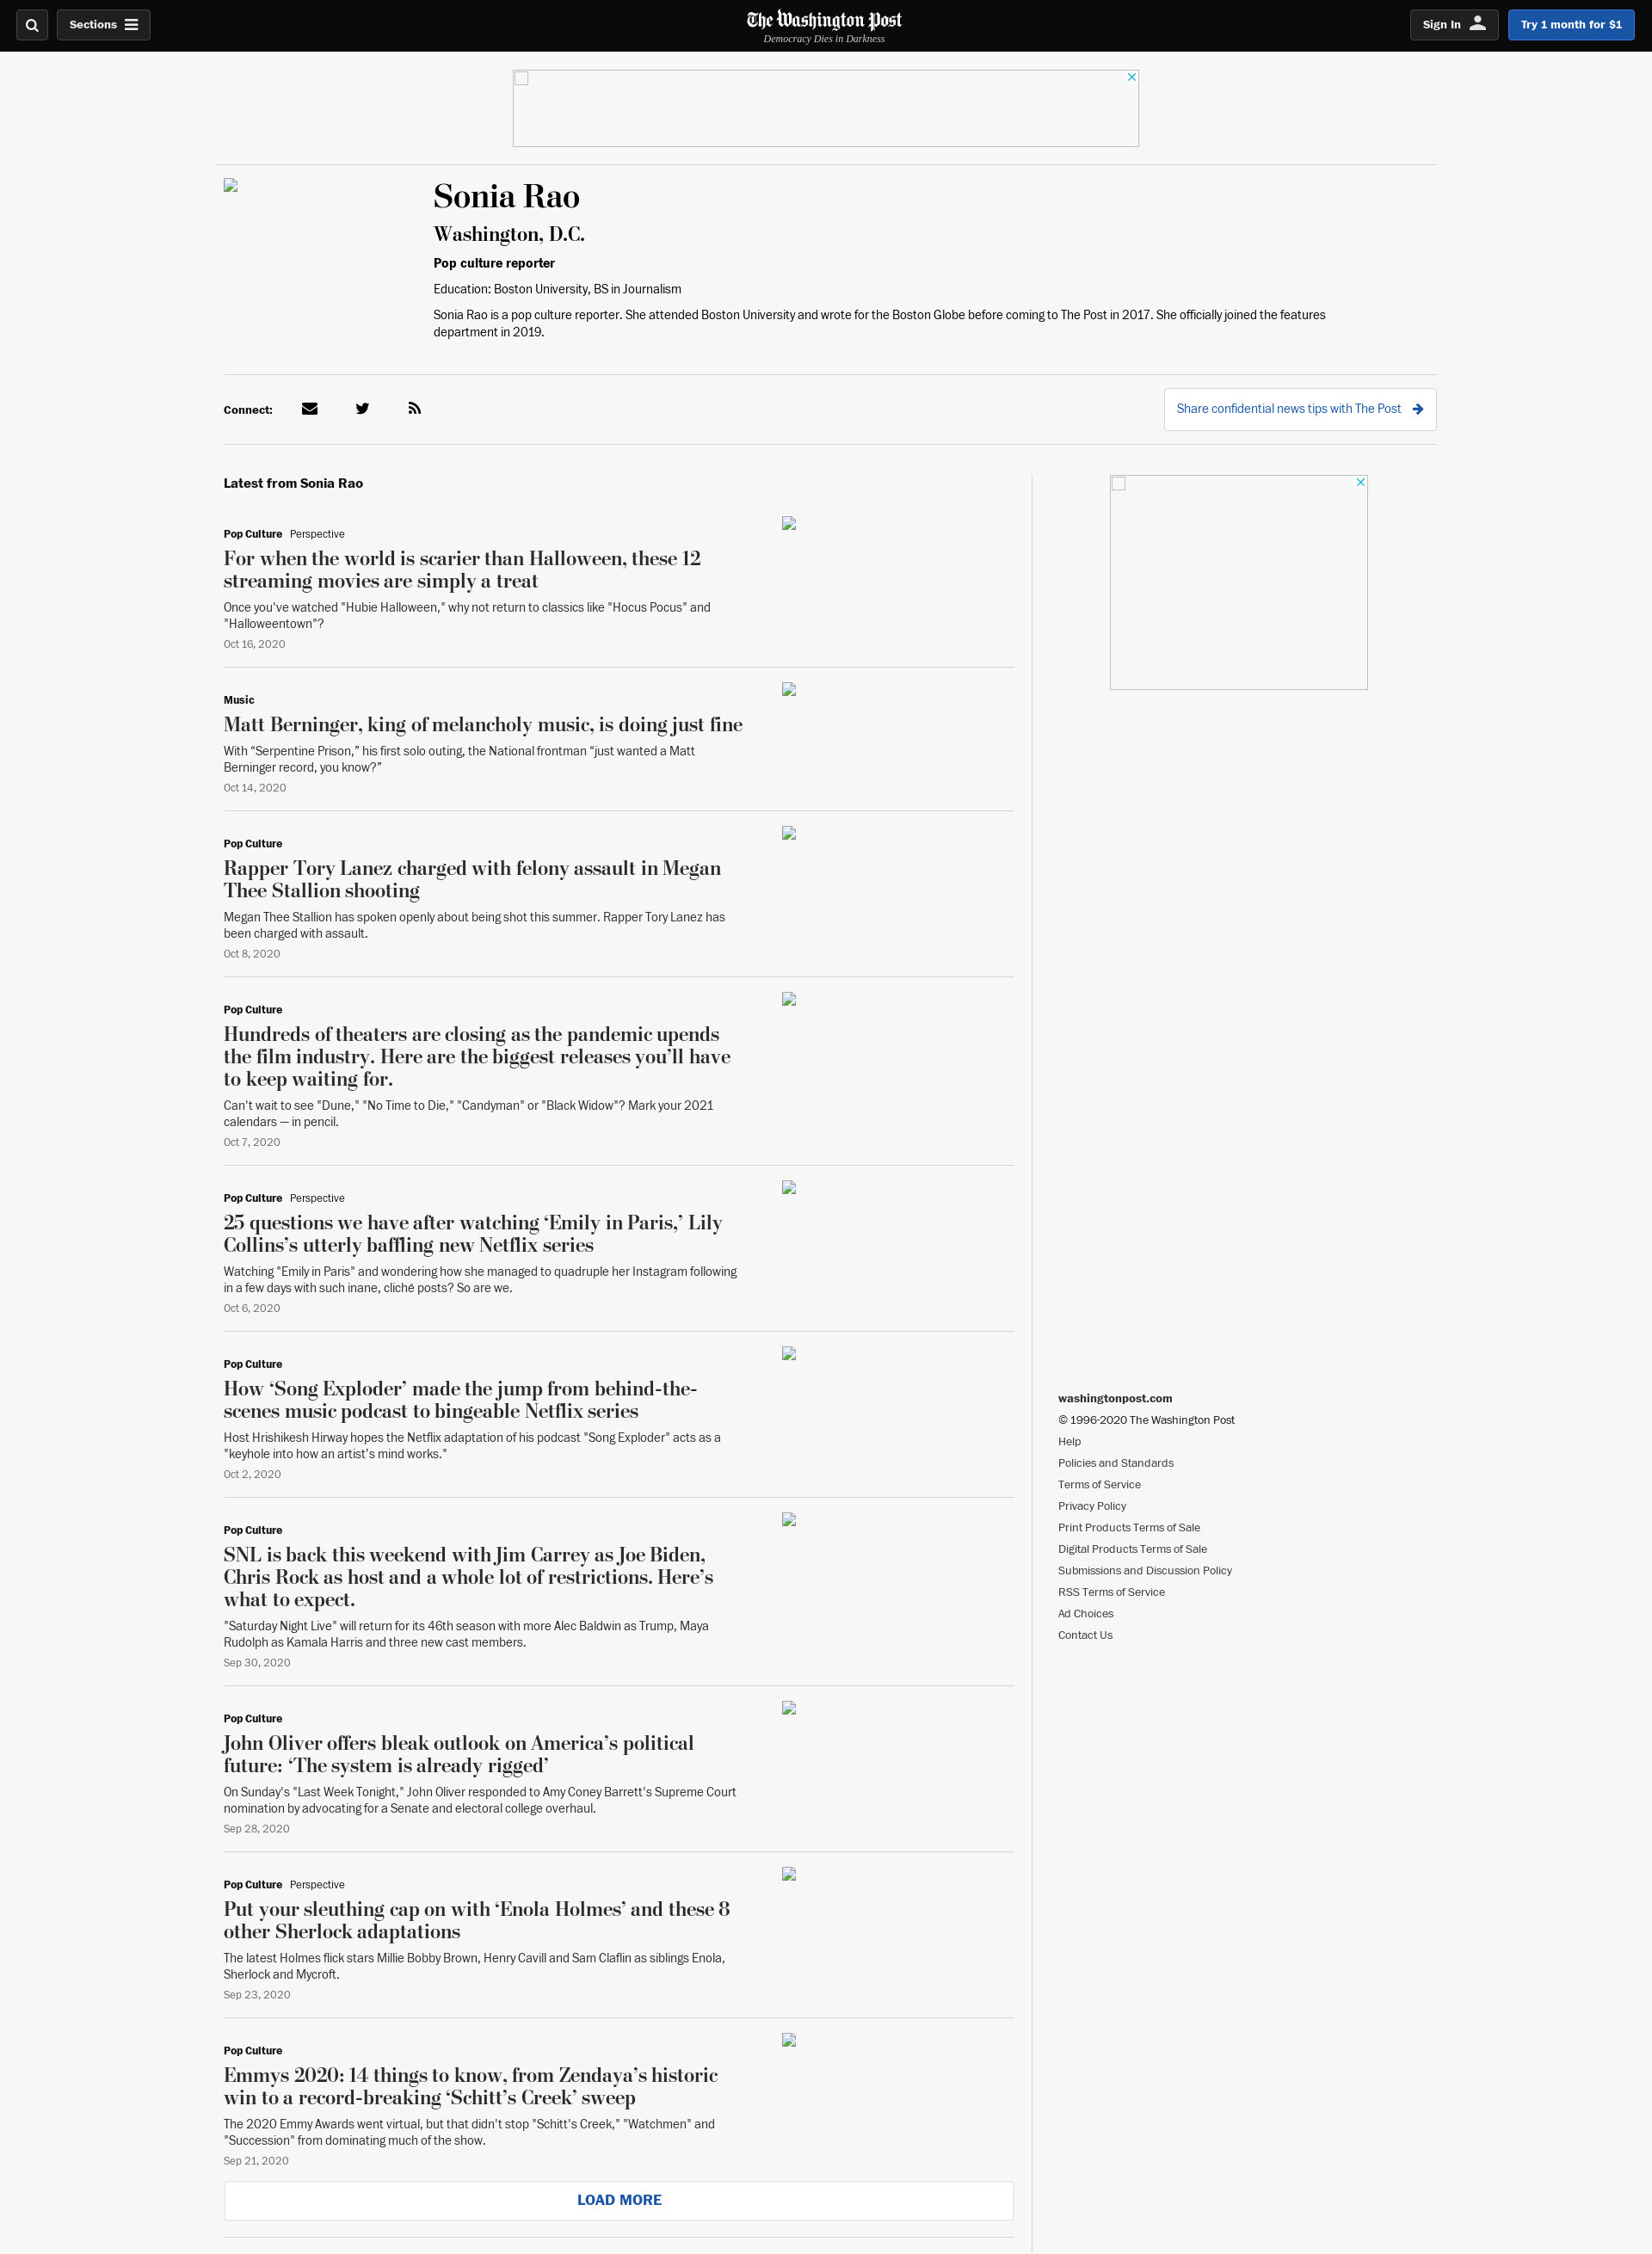 Sections
The Washington Post
Democracy Dies in Darkness
Sign In
Try 1 month for $1
Sonia Rao
Washington, D.C.
Pop culture reporter
Education: Boston University, BS in Journalism
Sonia Rao is a pop culture reporter. She attended Boston University and wrote for the Boston Globe before coming to The Post in 2017. She officially joined the features
department in 2019.
Connect:
Share confidential news tips with The Post
Latest from Sonia Rao
Pop Culture Perspective
For when the world is scarier than Halloween, these 12
streaming movies are simply a treat
Once you've watched "Hubie Halloween," why not return to classics like "Hocus Pocus" and
"Halloweentown"?
Oct 16, 2020
Music
Matt Berninger, king of melancholy music, is doing just fine
With “Serpentine Prison,” his first solo outing, the National frontman “just wanted a Matt
Berninger record, you know?”
Oct 14, 2020
Pop Culture
Rapper Tory Lanez charged with felony assault in Megan
Thee Stallion shooting
Megan Thee Stallion has spoken openly about being shot this summer. Rapper Tory Lanez has
been charged with assault.
Oct 8, 2020
Pop Culture
Hundreds of theaters are closing as the pandemic upends
the film industry. Here are the biggest releases you’ll have
to keep waiting for.
Can't wait to see "Dune," "No Time to Die," "Candyman" or "Black Widow"? Mark your 2021
calendars — in pencil.
Oct 7, 2020
Pop Culture Perspective
25 questions we have after watching ‘Emily in Paris,’ Lily
Collins’s utterly baffling new Netflix series
Watching "Emily in Paris" and wondering how she managed to quadruple her Instagram following
in a few days with such inane, cliché posts? So are we.
Oct 6, 2020
Pop Culture
How ‘Song Exploder’ made the jump from behind-the-
scenes music podcast to bingeable Netflix series
Host Hrishikesh Hirway hopes the Netflix adaptation of his podcast "Song Exploder" acts as a
"keyhole into how an artist’s mind works."
Oct 2, 2020
Pop Culture
SNL is back this weekend with Jim Carrey as Joe Biden,
Chris Rock as host and a whole lot of restrictions. Here’s
what to expect.
"Saturday Night Live" will return for its 46th season with more Alec Baldwin as Trump, Maya
Rudolph as Kamala Harris and three new cast members.
Sep 30, 2020
Pop Culture
John Oliver offers bleak outlook on America’s political
future: ‘The system is already rigged’
On Sunday's "Last Week Tonight," John Oliver responded to Amy Coney Barrett's Supreme Court
nomination by advocating for a Senate and electoral college overhaul.
Sep 28, 2020
Pop Culture Perspective
Put your sleuthing cap on with ‘Enola Holmes’ and these 8
other Sherlock adaptations
The latest Holmes flick stars Millie Bobby Brown, Henry Cavill and Sam Claflin as siblings Enola,
Sherlock and Mycroft.
Sep 23, 2020
Pop Culture
Emmys 2020: 14 things to know, from Zendaya’s historic
win to a record-breaking ‘Schitt’s Creek’ sweep
The 2020 Emmy Awards went virtual, but that didn't stop "Schitt's Creek," "Watchmen" and
"Succession" from dominating much of the show.
Sep 21, 2020
LOAD MORE
washingtonpost.com
© 1996-2020 The Washington Post
Help
Policies and Standards
Terms of Service
Privacy Policy
Print Products Terms of Sale
Digital Products Terms of Sale
Submissions and Discussion Policy
RSS Terms of Service
Ad Choices
Contact Us